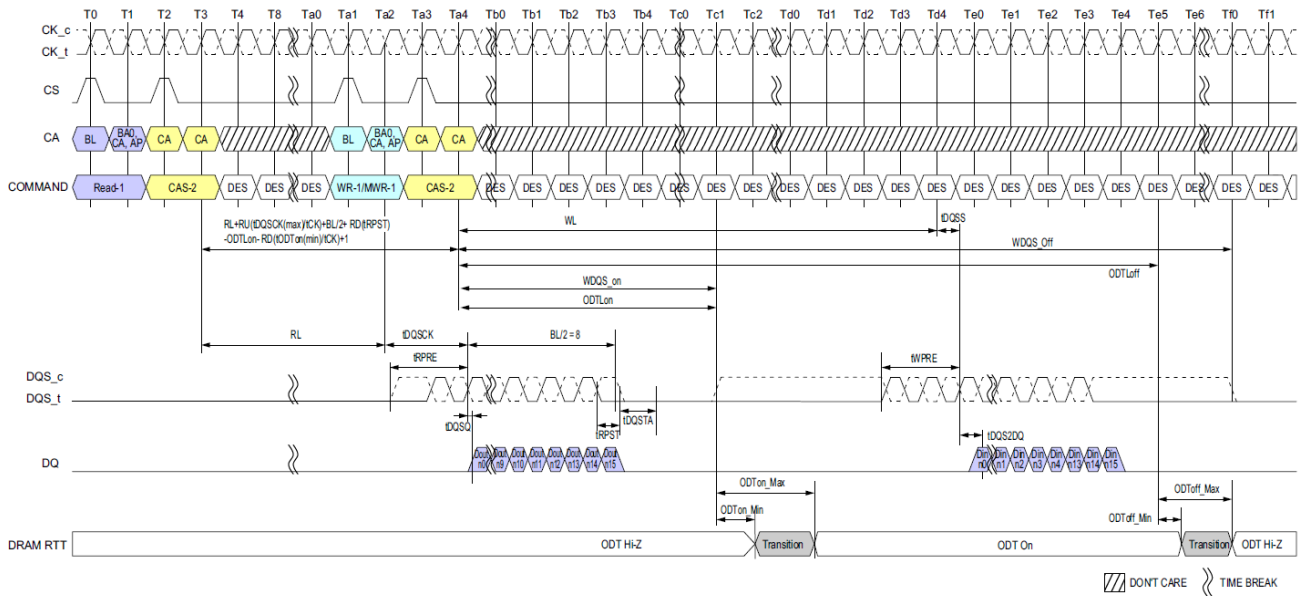 T0 T1 T2 T3 T4 T8 Ta0 Ta1 Ta2 Ta3 Ta4 Tb0 Tb1 Tb2 Tb3 Tb4 Tc0 Tc1 Tc2 Td0 Td1 Td2 Td3 Td4 Te0 Te1 Te2 Te3 Te4 Te5 Te6 Tf0 Tf1
CK_c
CK_t
CS
CA BL BA0, CA, AP CA CA BL BA0, CA, AP CA CA
COMMAND Read-1 CAS-2 DES DES DES WR-1/MWR-1 CAS-2 DES DES DES DES DES DES DES DES DES DES DES DES DES DES DES DES DES DES DES DES DES DES
RL+RU(tDQSCK(max)/tCK)+BL/2+ RD(tRPST)
-ODTLon- RD(tODTon(min)/tCK)+1
WL tDQSS
WDQS_Off
ODTLoff
WDQS_on
ODTLon
RL tDQSCK BL/2 = 8
tRPRE tWPRE
DQS_c
DQS_t
tDQSTA
tDQSQ tRPST tDQS2DQ
DQ Dout n0 Dout n9 Dout n10 Dout n11 Dout n12 Dout n13 Dout n14 Dout n15 Din n0 Din n1 Din n2 Din n3 Din n4 Din n13 Din n14 Din n15
ODTon_Max ODToff_Max
ODTon_Min ODToff_Min
DRAM RTT ODT Hi-Z Transition ODT On Transition ODT Hi-Z
DON'T CARE TIME BREAK